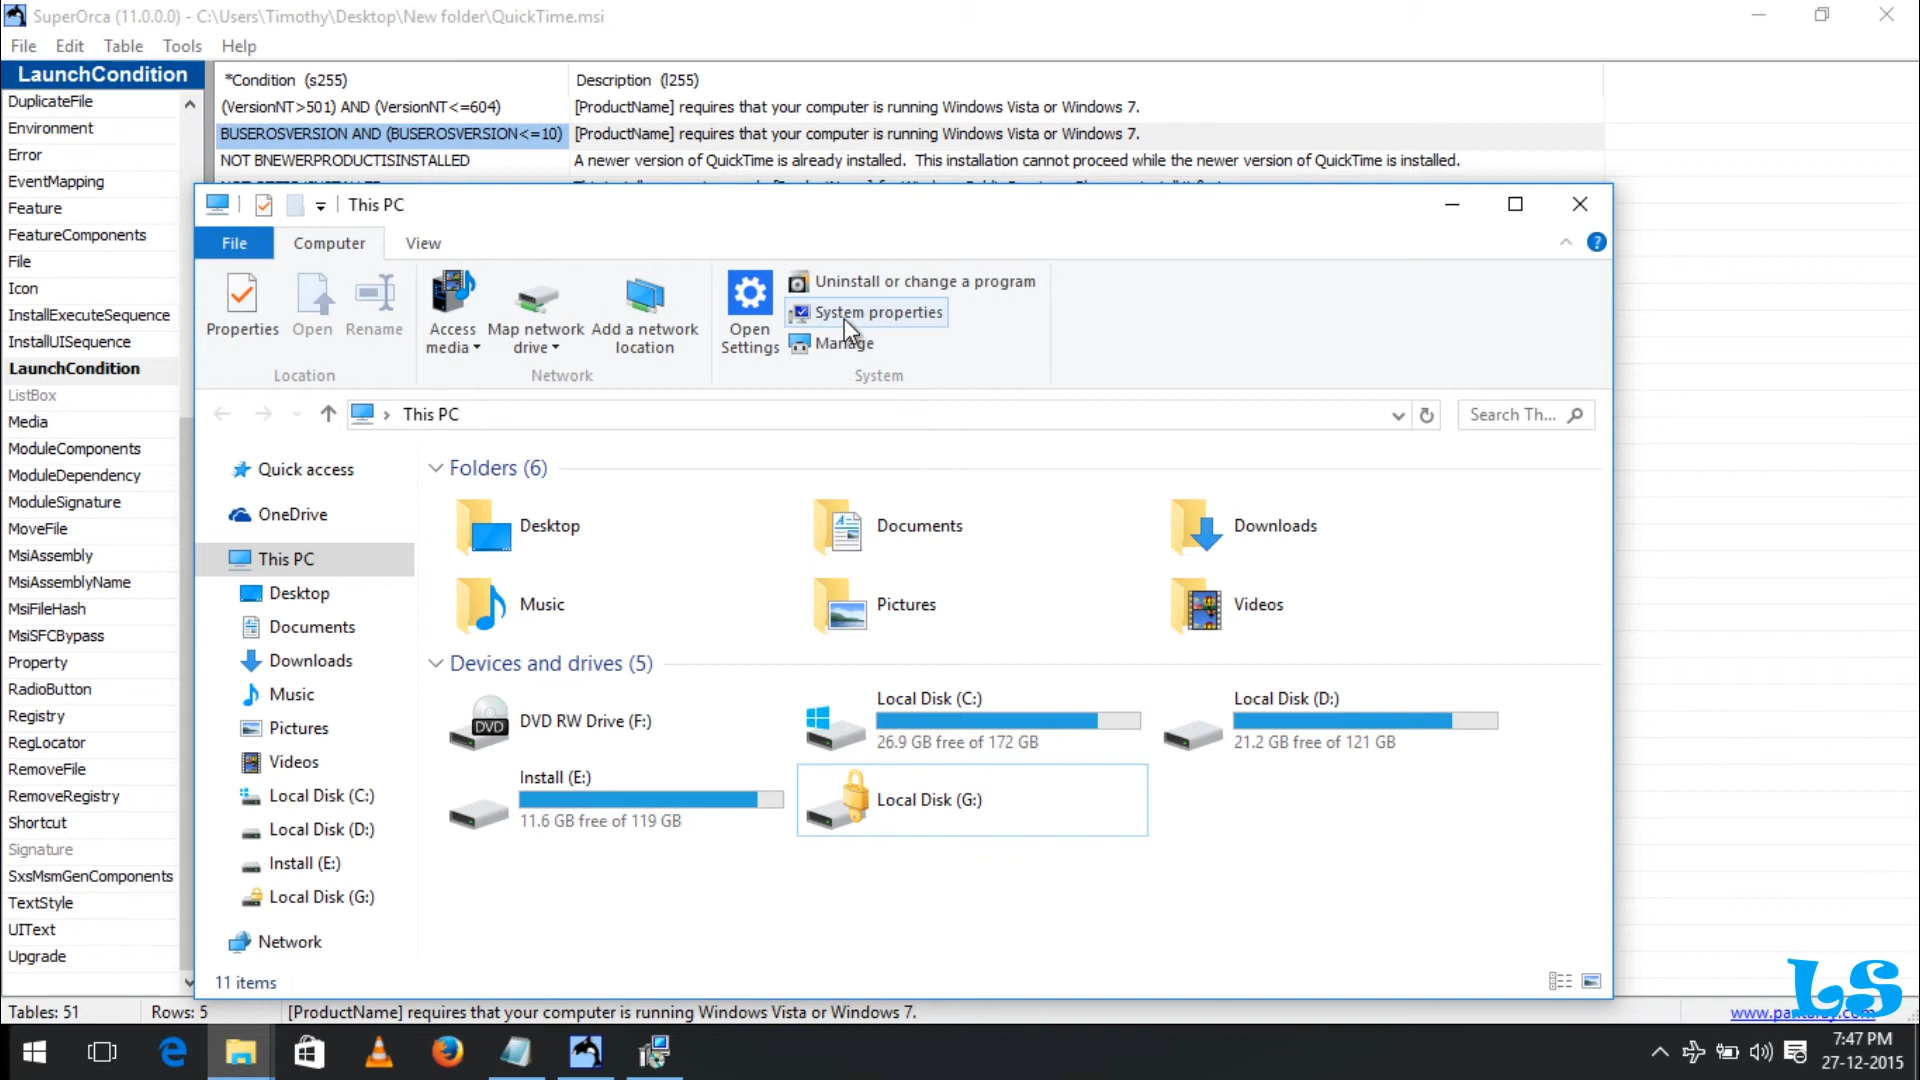 SuperOrca (11.0.0.0) - C:\Users\Timothy\Desktop\New folder\QuickTime.msi
File Edit Table Tools Help
LaunchCondition
DuplicateFile
Environment
Error
EventMapping
Feature
FeatureComponents
File
Icon
InstallExecuteSequence
InstallUISequence
LaunchCondition
ListBox
Media
ModuleComponents
ModuleDependency
ModuleSignature
MoveFile
MsiAssembly
MsiAssemblyName
MsiFileHash
MsiSFCBypass
Property
RadioButton
Registry
RegLocator
RemoveFile
RemoveRegistry
Shortcut
Signature
SxsMsmGenComponents
TextStyle
UIText
Upgrade
*Condition (s255) Description (l255)
(VersionNT>501) AND (VersionNT<=604) [ProductName] requires that your computer is running Windows Vista or Windows 7.
BUSEROSVERSION AND (BUSEROSVERSION<=10) [ProductName] requires that your computer is running Windows Vista or Windows 7.
NOT BNEWERPRODUCTISINSTALLED A newer version of QuickTime is already installed. This installation cannot proceed while the newer version of QuickTime is installed.
This PC
File Computer View
Properties
Open
Rename
Location
Access media
Map network drive
Add a network location
Network
Open Settings
Uninstall or change a program
System properties
Manage
System
This PC
Search Th...
Quick access
OneDrive
This PC
Desktop
Documents
Downloads
Music
Pictures
Videos
Local Disk (C:)
Local Disk (D:)
Install (E:)
Local Disk (G:)
Network
Folders (6)
Desktop
Documents
Downloads
Music
Pictures
Videos
Devices and drives (5)
DVD
DVD RW Drive (F:)
Local Disk (C:)
26.9 GB free of 172 GB
Local Disk (D:)
21.2 GB free of 121 GB
Install (E:)
11.6 GB free of 119 GB
Local Disk (G:)
11 items
Tables: 51 Rows: 5 [ProductName] requires that your computer is running Windows Vista or Windows 7.
LS
7:47 PM
27-12-2015